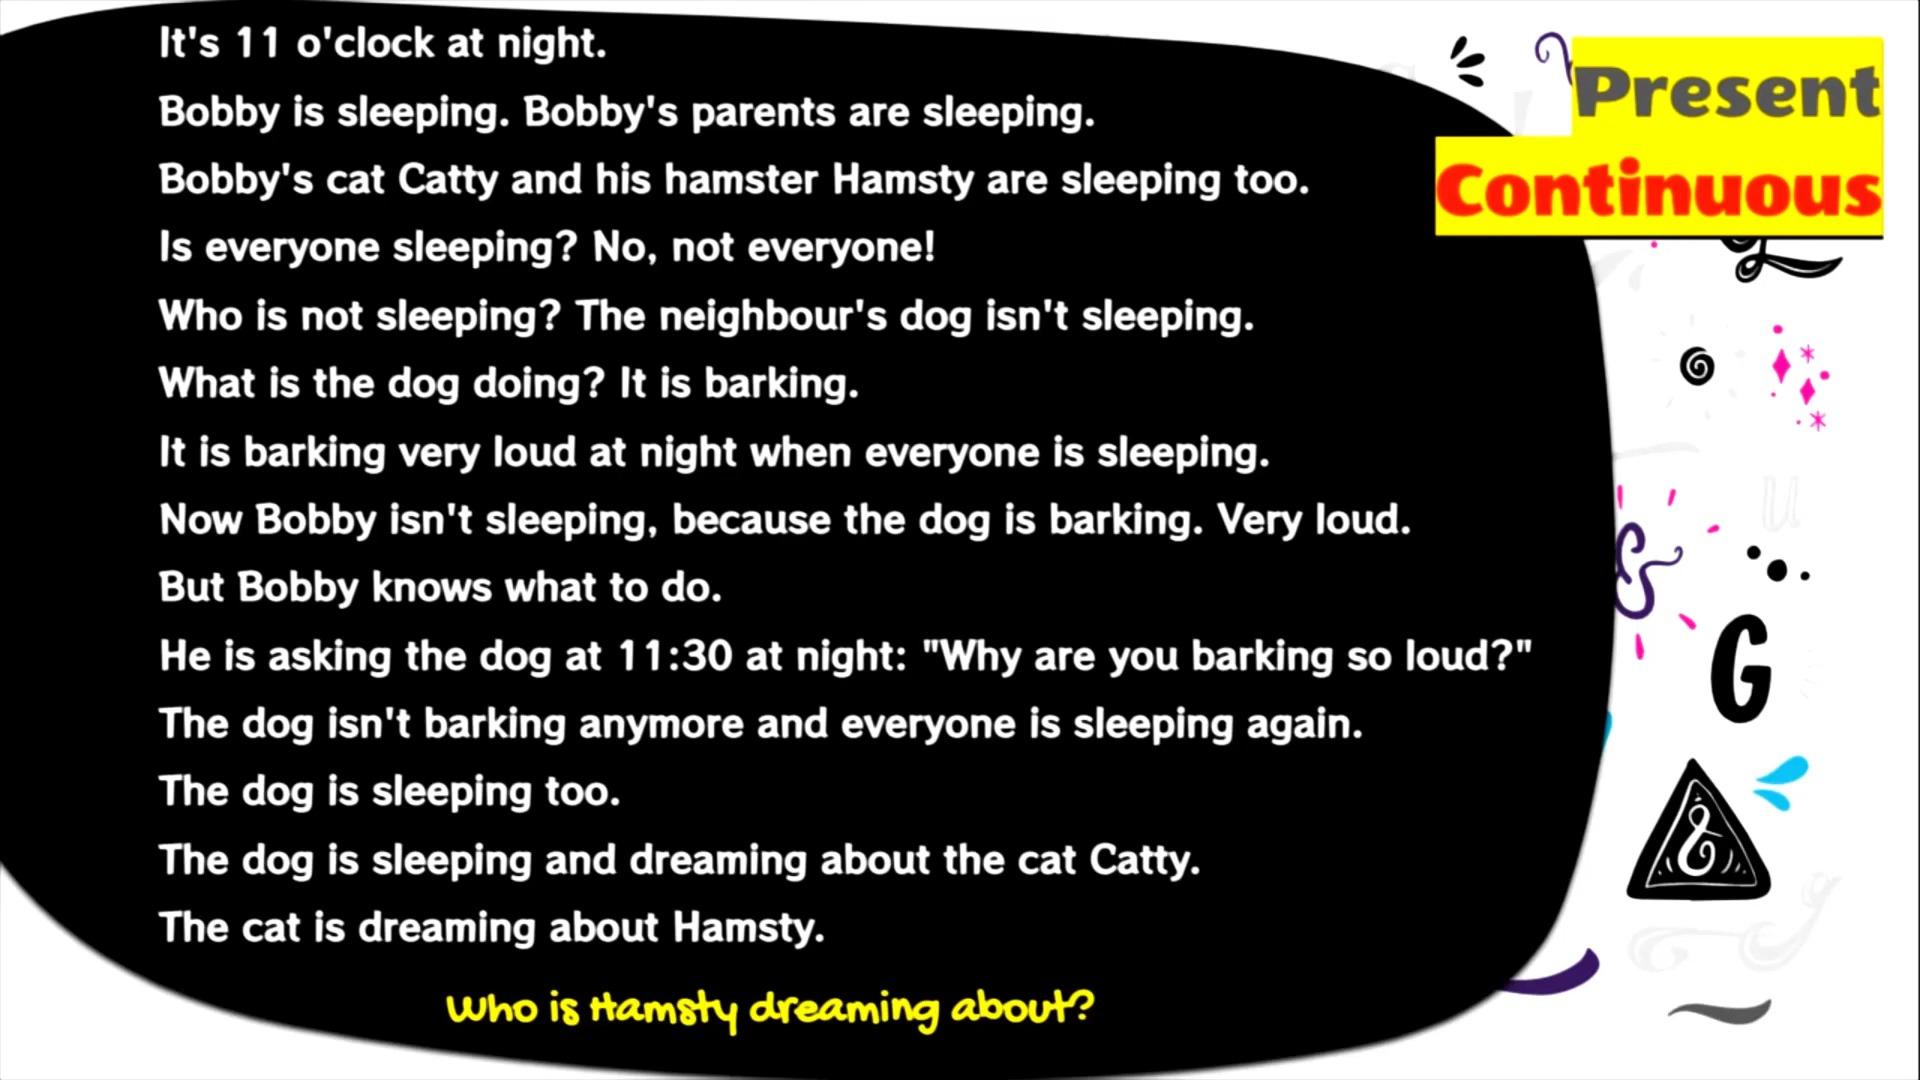 It's 11 o'clock at night.
Bobby is sleeping. Bobby's parents are sleeping.
Bobby's cat Catty and his hamster Hamsty are sleeping too.
Is everyone sleeping? No, not everyone!
Who is not sleeping? The neighbour's dog isn't sleeping.
What is the dog doing? It is barking.
It is barking very loud at night when everyone is sleeping.
Now Bobby isn't sleeping, because the dog is barking. Very loud.
But Bobby knows what to do.
He is asking the dog at 11:30 at night: "Why are you barking so loud?"
The dog isn't barking anymore and everyone is sleeping again.
The dog is sleeping too.
The dog is sleeping and dreaming about the cat Catty.
The cat is dreaming about Hamsty.
Who is Hamsty dreaming about?
Present
Continuous
&
u
G
&
g